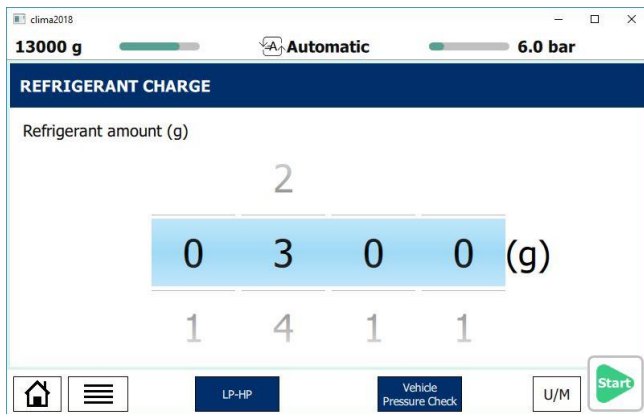 clima2018
13000 g Automatic 6.0 bar
REFRIGERANT CHARGE
Refrigerant amount (g)
2
0 3 0 0 (g)
1 4 1 1
LP-HP
Vehicle
Pressure Check
U/M
Start